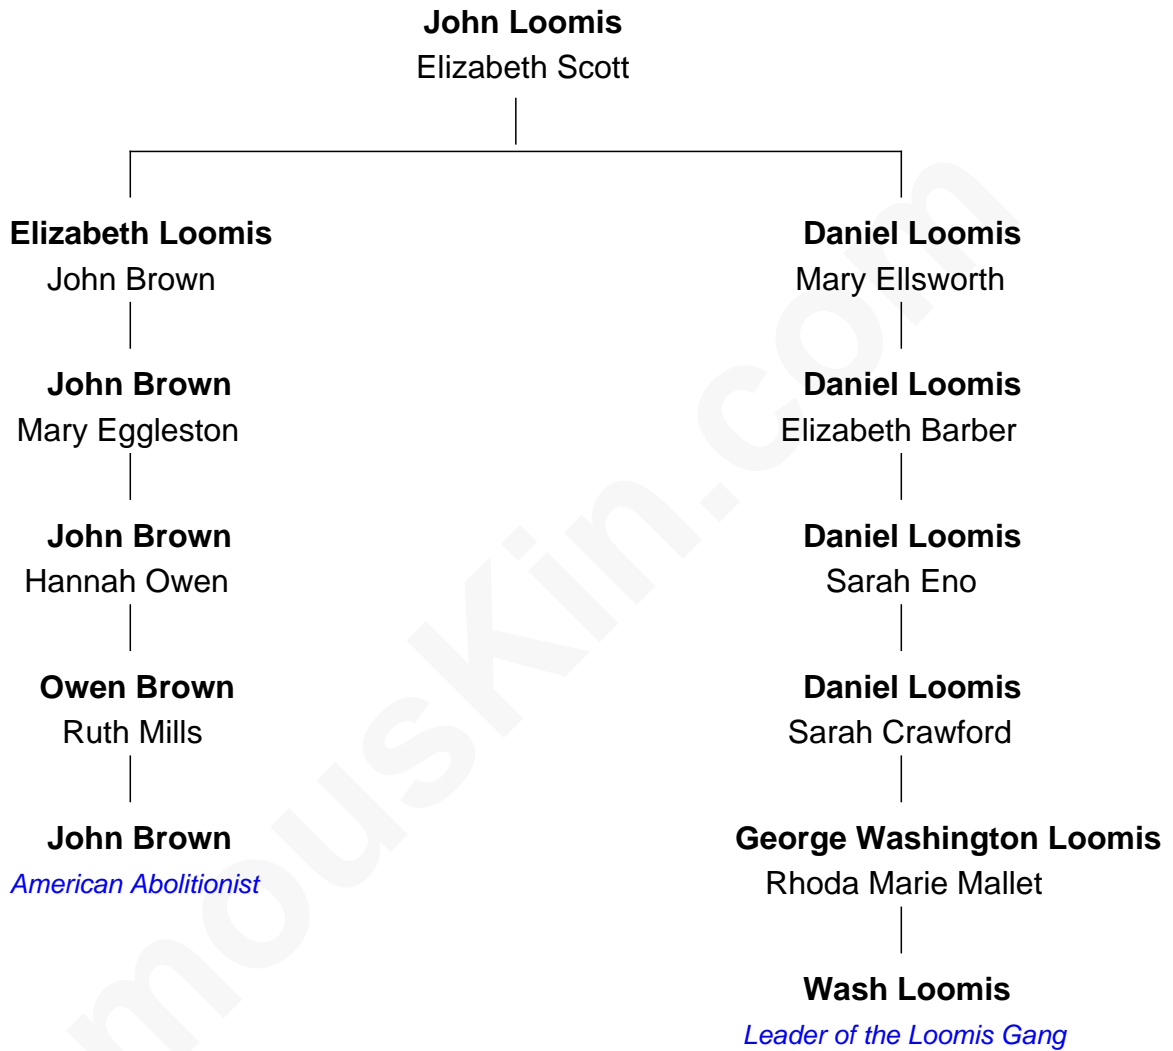 John Loomis
Elizabeth Scott
Elizabeth Loomis
John Brown
Daniel Loomis
Mary Ellsworth
John Brown
Mary Eggleston
Daniel Loomis
Elizabeth Barber
John Brown
Hannah Owen
Daniel Loomis
Sarah Eno
Owen Brown
Ruth Mills
Daniel Loomis
Sarah Crawford
John Brown
American Abolitionist
George Washington Loomis
Rhoda Marie Mallet
Wash Loomis
Leader of the Loomis Gang
mouskin.com